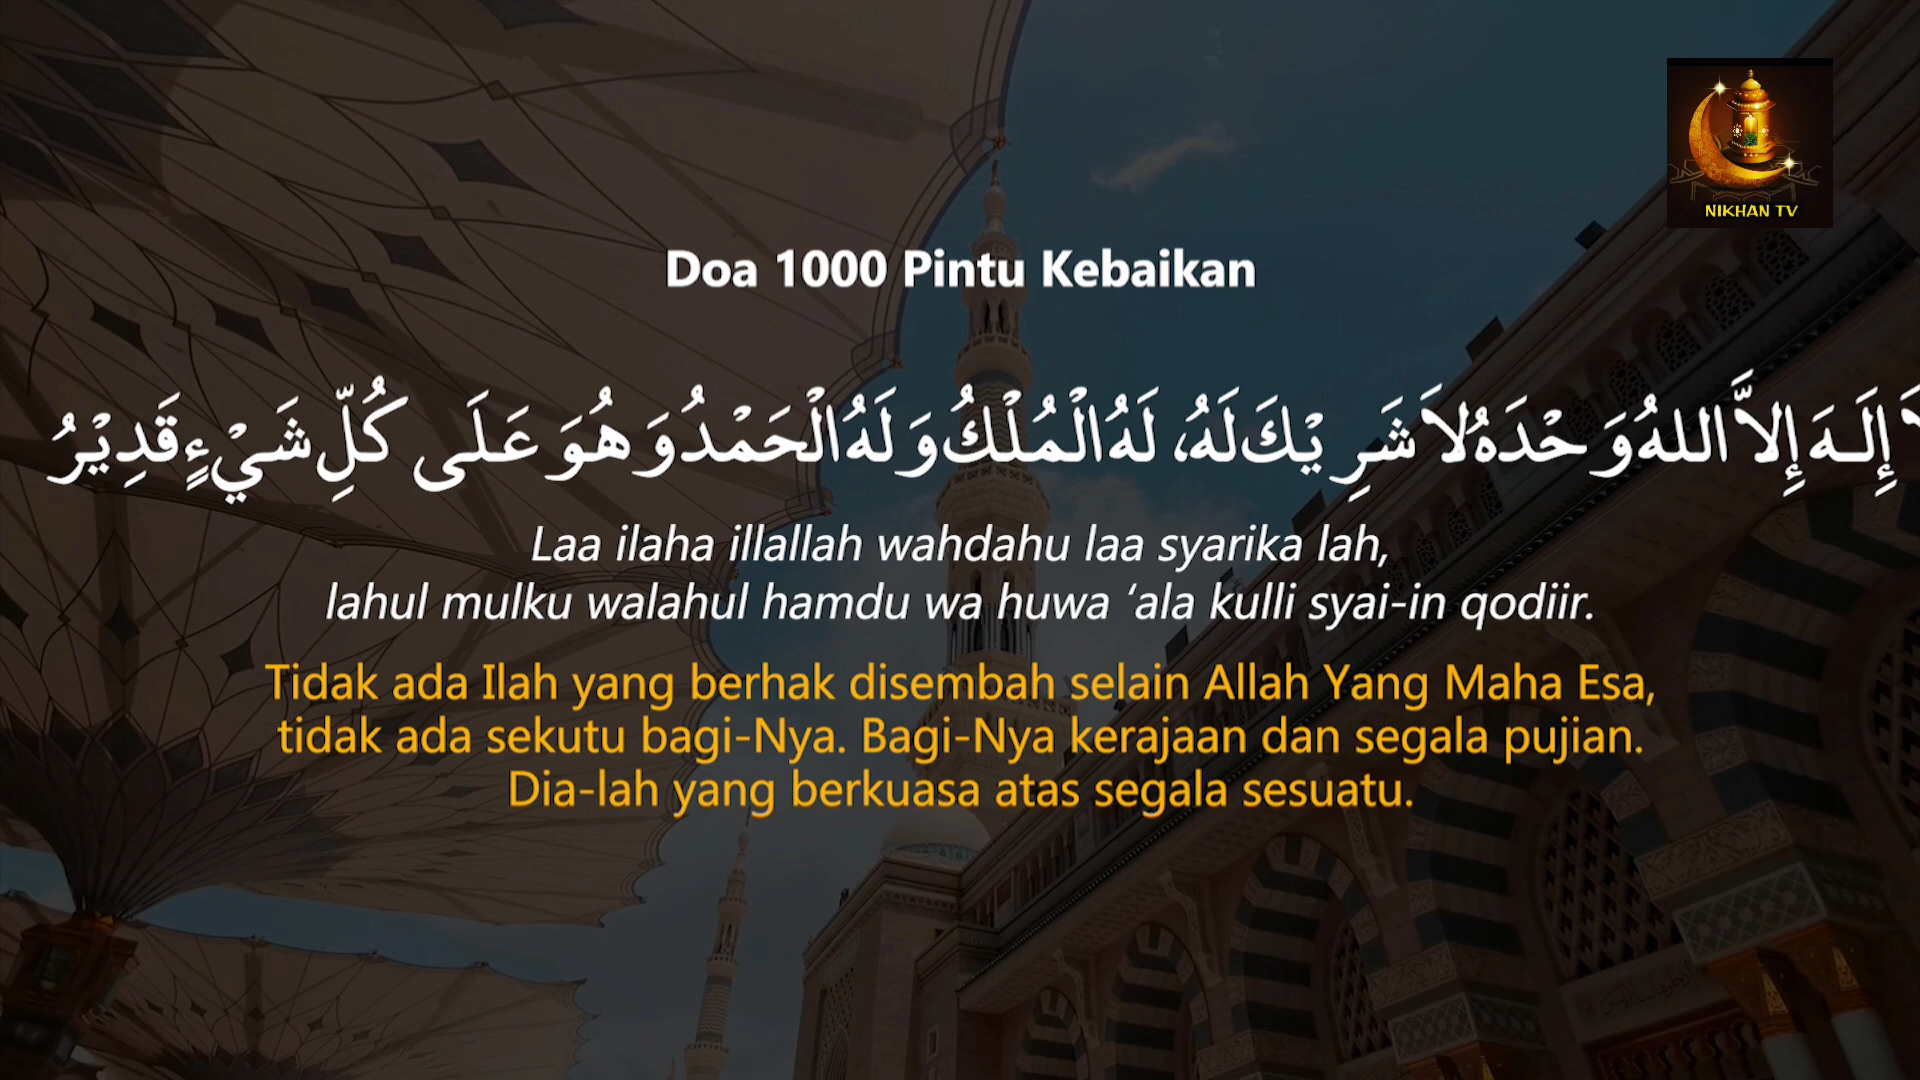 NIKHAN TV
Doa 1000 Pintu Kebaikan
إِلَـهَ إِلاَّ اللهُ وَحْدَهُ لاَ شَرِيْكَ لَهُ، لَهُ الْمُلْكُ وَلَهُ الْحَمْدُ وَهُوَ عَلَى كُلِّ شَيْءٍ قَدِيْرُ
Laa ilaha illallah wahdahu laa syarika lah,
lahul mulku walahul hamdu wa huwa ‘ala kulli syai-in qodiir.
Tidak ada Ilah yang berhak disembah selain Allah Yang Maha Esa,
tidak ada sekutu bagi-Nya. Bagi-Nya kerajaan dan segala pujian.
Dia-lah yang berkuasa atas segala sesuatu.